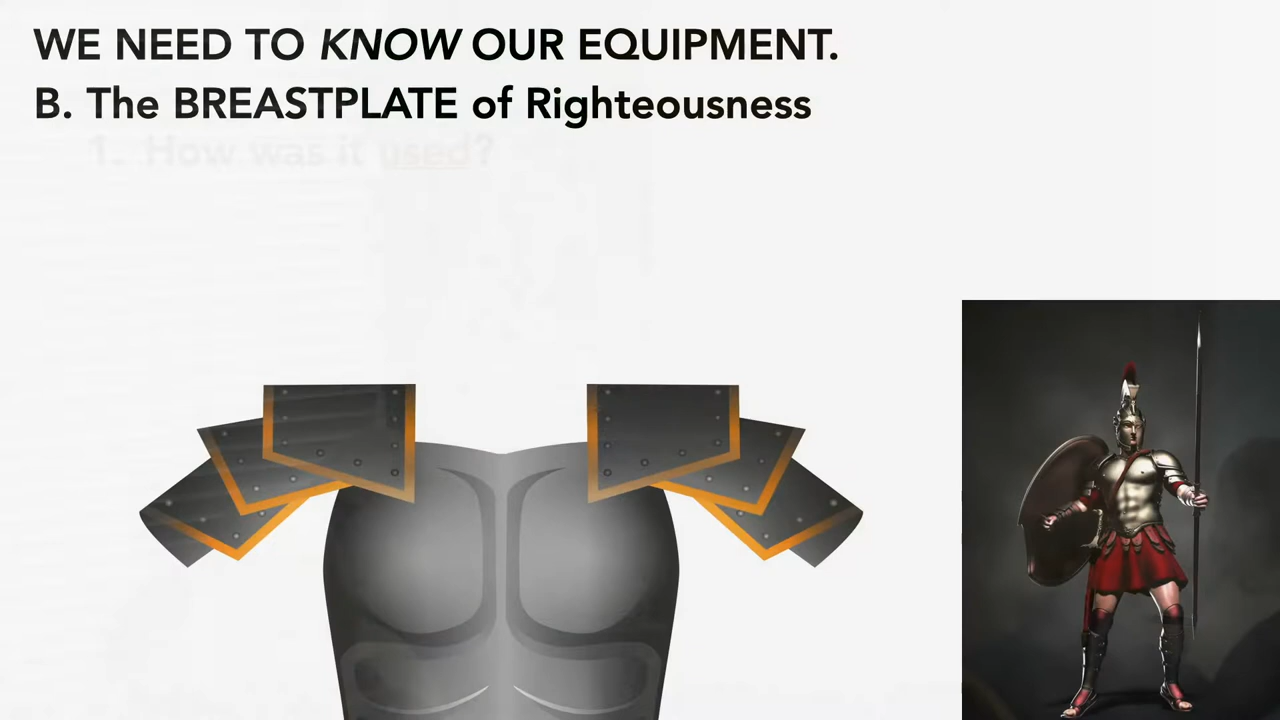 WE NEED TO KNOW OUR EQUIPMENT.
B. The BREASTPLATE of Righteousness
1. How was it used?